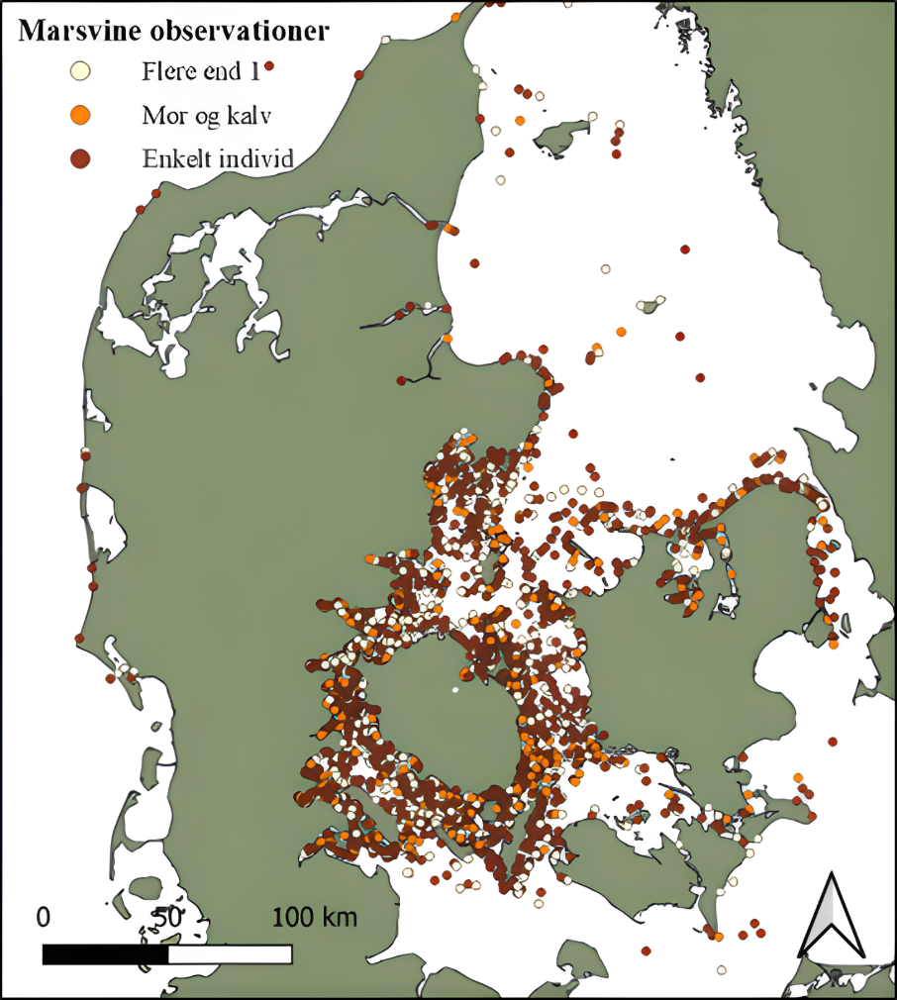 Marsvine observationer
Flere end 1
Mor og kalv
Enkelt individ
0 50 100 km